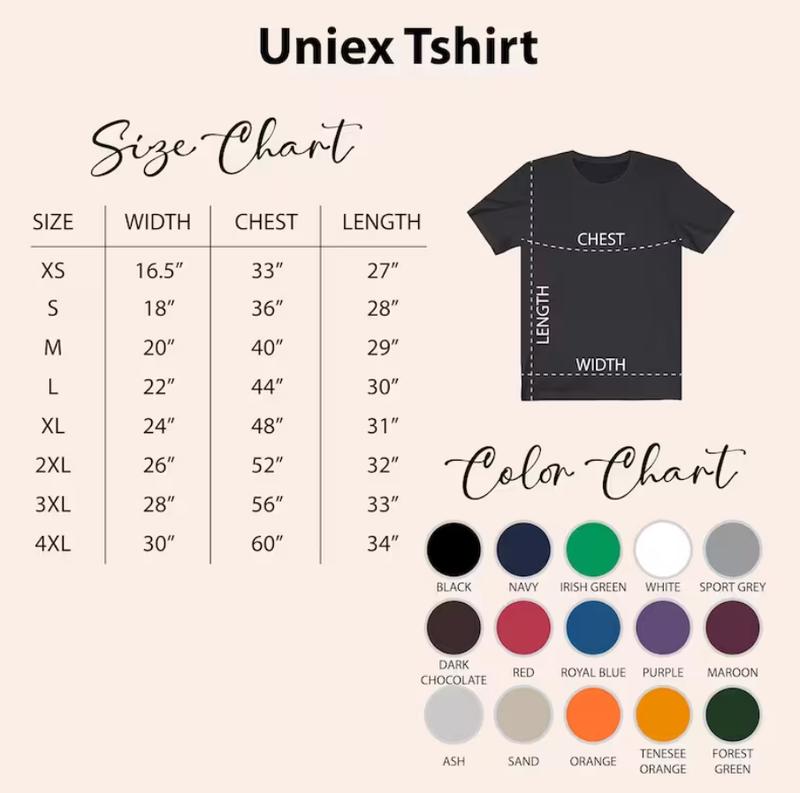 Uniex Tshirt
Size Chart
SIZE WIDTH CHEST LENGTH
XS 16.5” 33” 27”
S 18” 36” 28”
M 20” 40” 29”
L 22” 44” 30”
XL 24” 48” 31”
2XL 26” 52” 32”
3XL 28” 56” 33”
4XL 30” 60” 34”
CHEST
LENGTH
WIDTH
Color Chart
BLACK NAVY IRISH GREEN WHITE SPORT GREY
DARK
CHOCOLATE RED ROYAL BLUE PURPLE MAROON
ASH SAND ORANGE TENESEE
ORANGE FOREST
GREEN